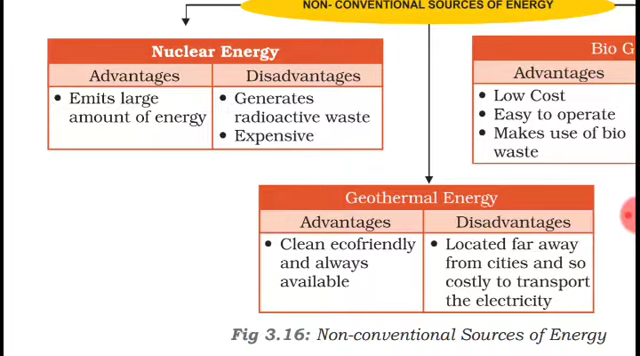 NON- CONVENTIONAL SOURCES OF ENERGY
Nuclear Energy
Advantages
Disadvantages
• Emits large
amount of energy
• Generates
radioactive waste
• Expensive
Bio G
Advantages
• Low Cost
• Easy to operate
• Makes use of bio
waste
Geothermal Energy
Advantages
Disadvantages
• Clean ecofriendly
and always
available
• Located far away
from cities and so
costly to transport
the electricity
Fig 3.16: Non-conventional Sources of Energy